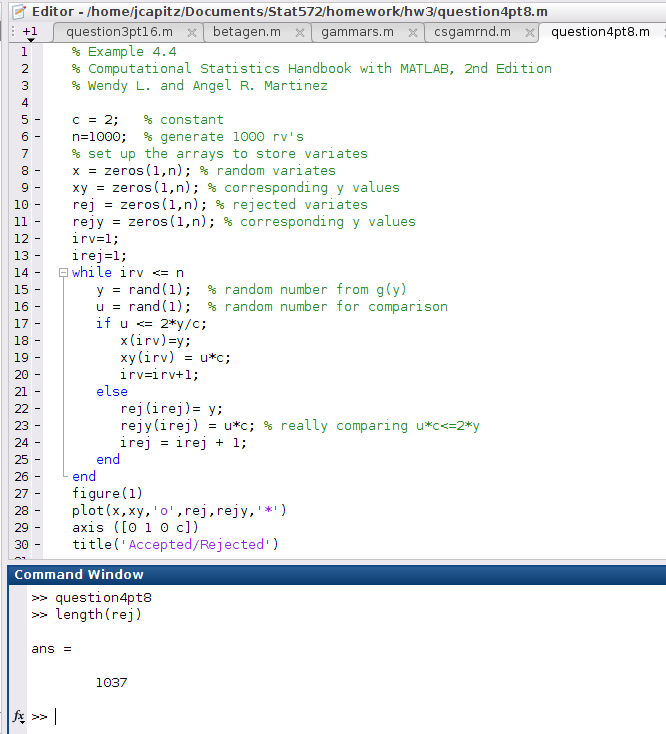 Editor - /home/jcapitz/Documents/Stat572/homework/hw3/question4pt8.m
+1 question3pt16.m × betagen.m × gammars.m × csgamrnd.m × question4pt8.m ×
1 % Example 4.4
2 % Computational Statistics Handbook with MATLAB, 2nd Edition
3 % Wendy L. and Angel R. Martinez
4
5 - c = 2;   % constant
6 - n=1000;  % generate 1000 rv's
7 % set up the arrays to store variates
8 - x = zeros(1,n); % random variates
9 - xy = zeros(1,n); % corresponding y values
10 - rej = zeros(1,n); % rejected variates
11 - rejy = zeros(1,n); % corresponding y values
12 - irv=1;
13 - irej=1;
14 - while irv <= n
15 - y = rand(1);  % random number from g(y)
16 - u = rand(1);  % random number for comparison
17 - if u <= 2*y/c;
18 - x(irv)=y;
19 - xy(irv) = u*c;
20 - irv=irv+1;
21 - else
22 - rej(irej)= y;
23 - rejy(irej) = u*c; % really comparing u*c<=2*y
24 - irej = irej + 1;
25 - end
26 - end
27 - figure(1)
28 - plot(x,xy,'o',rej,rejy,'*')
29 - axis ([0 1 0 c])
30 - title('Accepted/Rejected')
Command Window
>> question4pt8
>> length(rej)
ans =
1037
fx >>